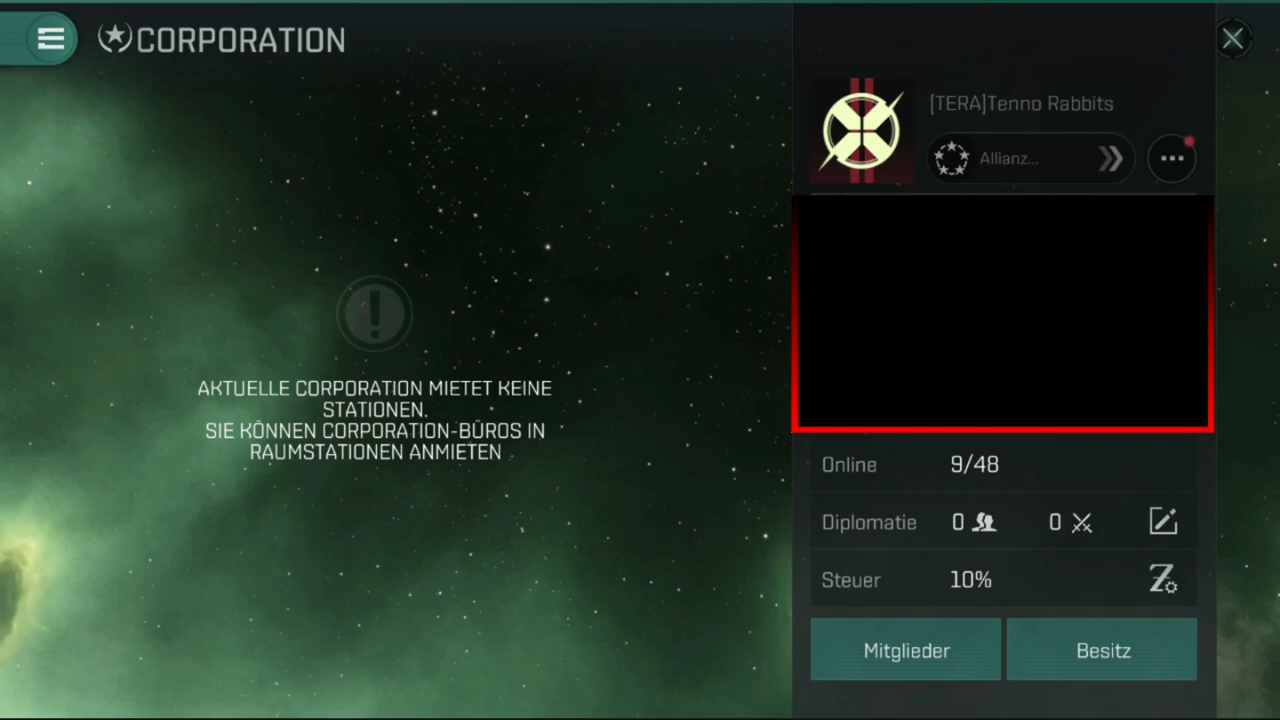 CORPORATION
[TERA]Tenno Rabbits
Allianz...
AKTUELLE CORPORATION MIETET KEINE
STATIONEN.
SIE KÖNNEN CORPORATION-BÜROS IN
RAUMSTATIONEN ANMIETEN
Online 9/48
Diplomatie 0 0
Steuer 10%
Mitglieder Besitz